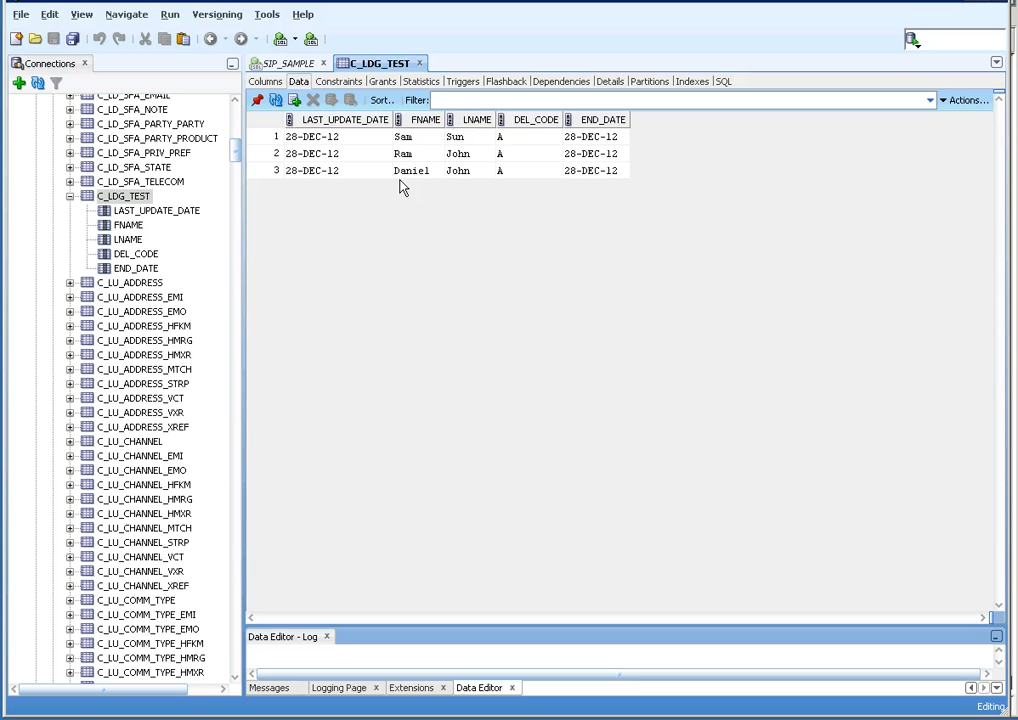 File Edit View Navigate Run Versioning Tools Help
Connections
SIP_SAMPLE
C_LDG_TEST
Columns Data Constraints Grants Statistics Triggers Flashback Dependencies Details Partitions Indexes SQL
Sort.. Filter: Actions...
LAST_UPDATE_DATE FNAME LNAME DEL_CODE END_DATE
1 28-DEC-12 Sam Sun A 28-DEC-12
2 28-DEC-12 Ram John A 28-DEC-12
3 28-DEC-12 Daniel John A 28-DEC-12
C_LD_SFA_EMAIL
C_LD_SFA_NOTE
C_LD_SFA_PARTY_PARTY
C_LD_SFA_PARTY_PRODUCT
C_LD_SFA_PRIV_PREF
C_LD_SFA_STATE
C_LD_SFA_TELECOM
C_LDG_TEST
LAST_UPDATE_DATE
FNAME
LNAME
DEL_CODE
END_DATE
C_LU_ADDRESS
C_LU_ADDRESS_EMI
C_LU_ADDRESS_EMO
C_LU_ADDRESS_HFKM
C_LU_ADDRESS_HMRG
C_LU_ADDRESS_HMXR
C_LU_ADDRESS_MTCH
C_LU_ADDRESS_STRP
C_LU_ADDRESS_VCT
C_LU_ADDRESS_VXR
C_LU_ADDRESS_XREF
C_LU_CHANNEL
C_LU_CHANNEL_EMI
C_LU_CHANNEL_EMO
C_LU_CHANNEL_HFKM
C_LU_CHANNEL_HMRG
C_LU_CHANNEL_HMXR
C_LU_CHANNEL_MTCH
C_LU_CHANNEL_STRP
C_LU_CHANNEL_VCT
C_LU_CHANNEL_VXR
C_LU_CHANNEL_XREF
C_LU_COMM_TYPE
C_LU_COMM_TYPE_EMI
C_LU_COMM_TYPE_EMO
C_LU_COMM_TYPE_HFKM
C_LU_COMM_TYPE_HMRG
C_LU_COMM_TYPE_HMXR
Data Editor - Log
Messages Logging Page Extensions Data Editor
Editing